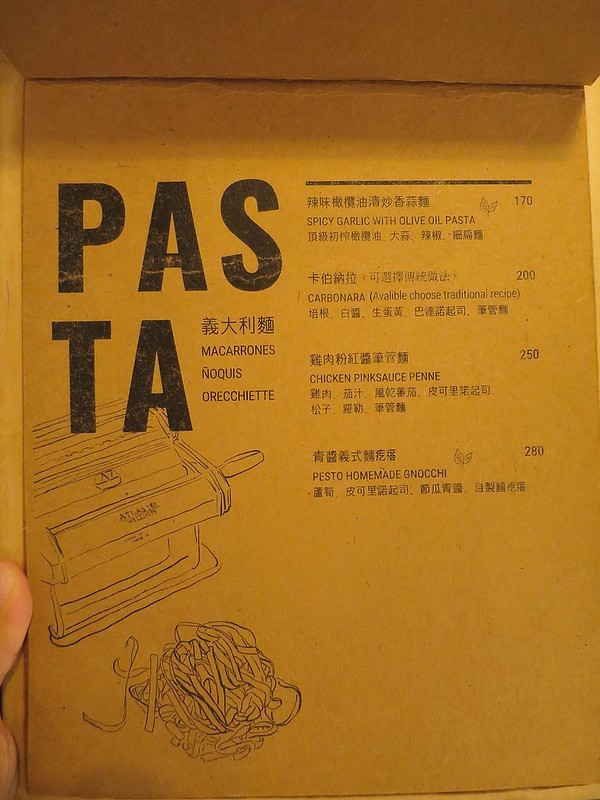 PAS
TA
義大利麵
MACARRONES
ÑOQUIS
ORECCHIETTE
辣味橄欖油清炒香蒜麵 170
SPICY GARLIC WITH OLIVE OIL PASTA
頂級初榨橄欖油、大蒜、辣椒、細扁麵
卡伯納拉（可選擇傳統做法） 200
CARBONARA (Avalible choose traditional recipe)
培根、白醬、生蛋黃、巴達諾起司、筆管麵
雞肉粉紅醬筆管麵 250
CHICKEN PINKSAUCE PENNE
雞肉、茄汁、風乾蕃茄、皮可里諾起司、
松子、羅勒、筆管麵
青醬義式麵疙瘩 280
PESTO HOMEMADE GNOCCHI
蘆筍、皮可里諾起司、節瓜青醬、自製麵疙瘩
ATLAS 150